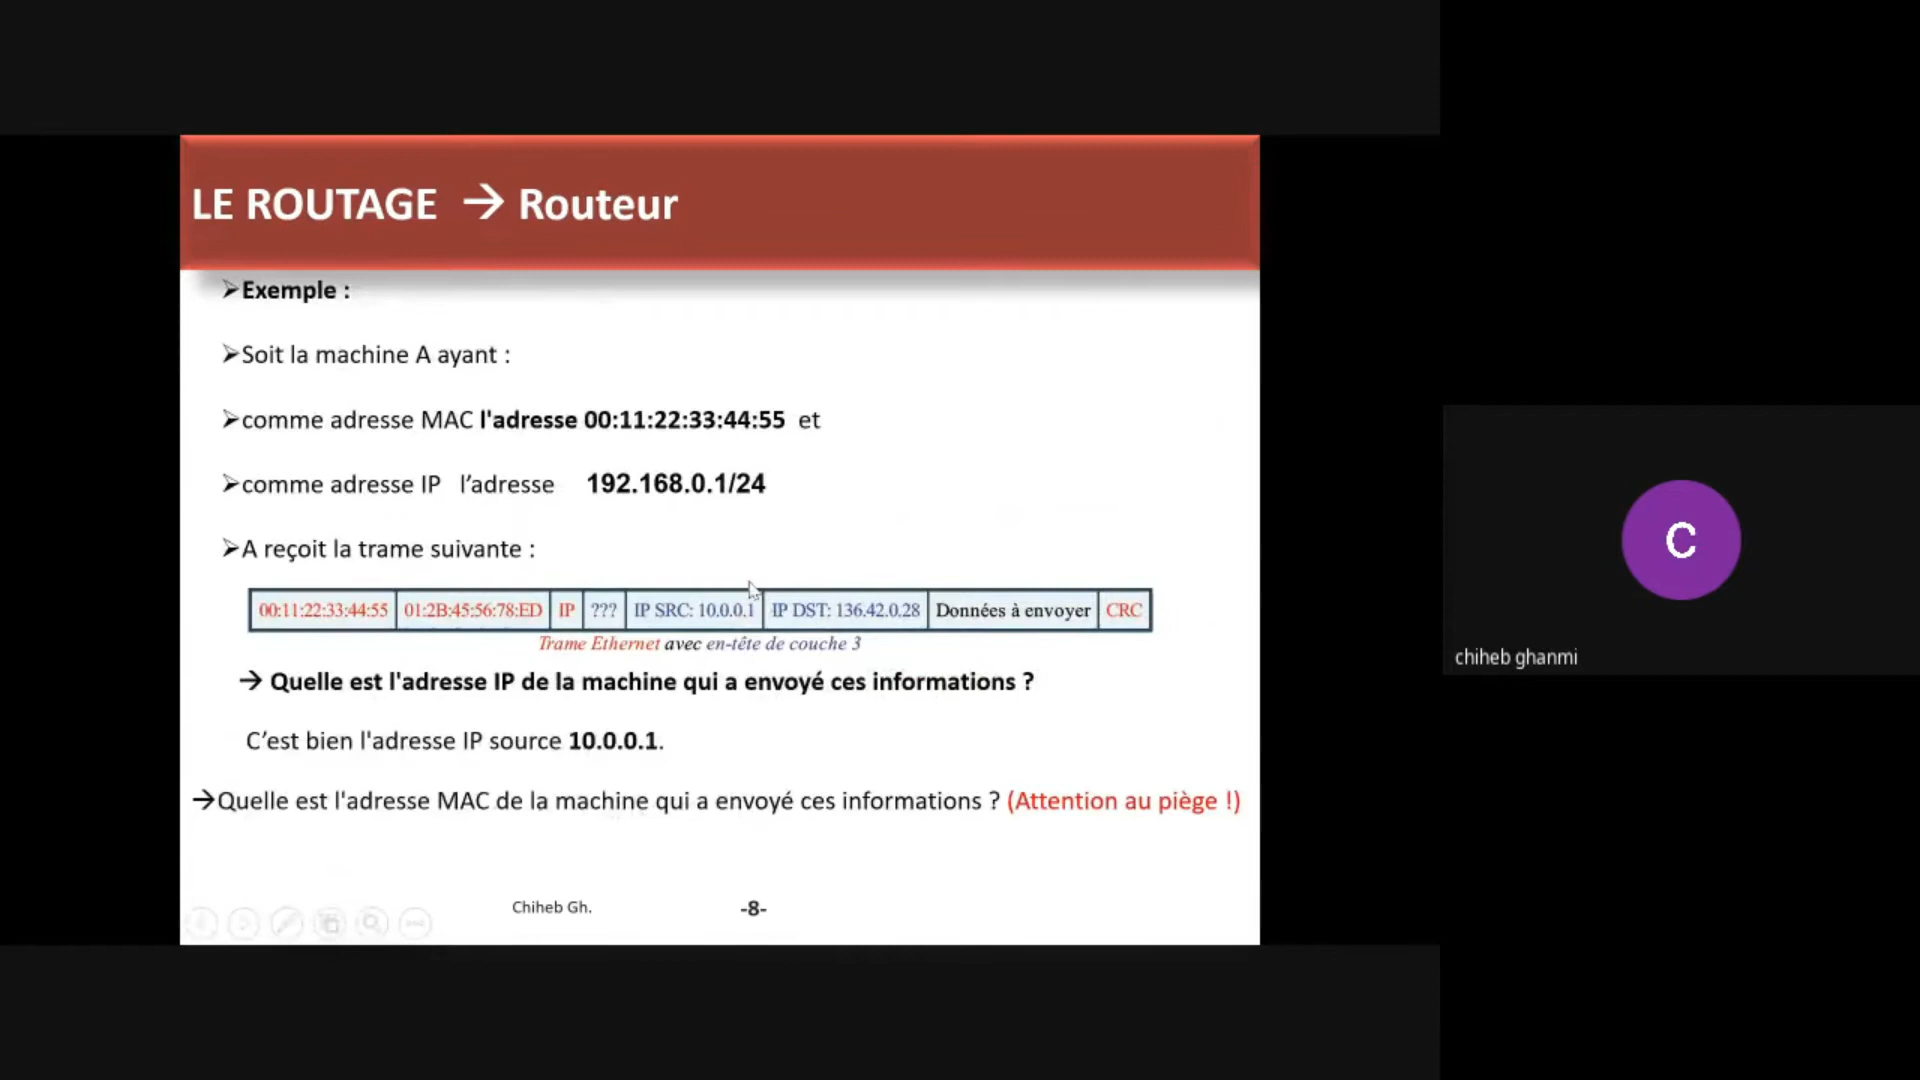 LE ROUTAGE → Routeur
➢Exemple :
➢Soit la machine A ayant :
➢comme adresse MAC l'adresse 00:11:22:33:44:55 et
➢comme adresse IP l’adresse 192.168.0.1/24
➢A reçoit la trame suivante :
00:11:22:33:44:55 01:2B:45:56:78:ED IP ??? IP SRC: 10.0.0.1 IP DST: 136.42.0.28 Données à envoyer CRC
Trame Ethernet avec en-tête de couche 3
→ Quelle est l'adresse IP de la machine qui a envoyé ces informations ?
C’est bien l'adresse IP source 10.0.0.1.
→Quelle est l'adresse MAC de la machine qui a envoyé ces informations ? (Attention au piège !)
Chiheb Gh. -8-
C
chiheb ghanmi